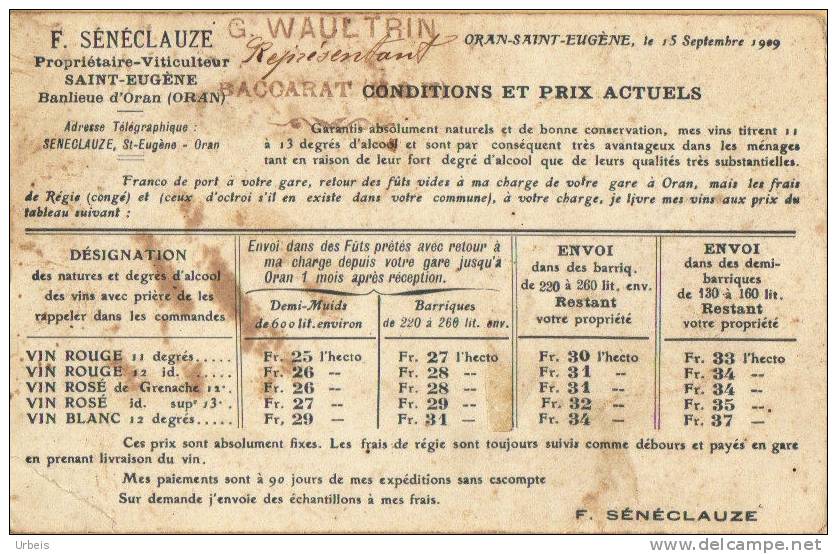 F. SÉNÉCLAUZE
Propriétaire-Viticulteur
SAINT-EUGÈNE
Banlieue d'Oran (ORAN)
Adresse Télégraphique :
SENECLAUZE, St-Eugène - Oran
G. WAULTRIN
Représentant
BACCARAT
ORAN-SAINT-EUGÈNE, le 15 Septembre 1909
CONDITIONS ET PRIX ACTUELS
Garantis absolument naturels et de bonne conservation, mes vins titrent 11
à 13 degrés d'alcool et sont par conséquent très avantageux dans les ménages
tant en raison de leur fort degré d'alcool que de leurs qualités très substantielles.
Franco de port à votre gare, retour des fûts vides à ma charge de votre gare à Oran, mais les frais
de Régie (congé) et (ceux d'octroi s'il en existe dans votre commune), à votre charge, je livre mes vins aux prix du
tableau suivant :
DÉSIGNATION
des natures et degrés d'alcool
des vins avec prière de les
rappeler dans les commandes
Envoi dans des Fûts prêtés avec retour à
ma charge depuis votre gare jusqu'à
Oran 1 mois après réception.
Demi-Muids
de 600 lit. environ
Barriques
de 220 à 260 lit. env.
ENVOI
dans des barriq.
de 220 à 260 lit. env.
Restant
votre propriété
ENVOI
dans des demi-
barriques
de 130 à 160 lit.
Restant
votre propriété
VIN ROUGE 11 degrés..... Fr. 25 l'hecto Fr. 27 l'hecto Fr. 30 l'hecto Fr. 33 l'hecto
VIN ROUGE 12 id..... Fr. 26 -- Fr. 28 -- Fr. 31 -- Fr. 34 --
VIN ROSÉ de Grenache 12°. Fr. 26 -- Fr. 28 -- Fr. 31 -- Fr. 34 --
VIN ROSÉ id. supr 13°.. Fr. 27 -- Fr. 29 -- Fr. 32 -- Fr. 35 --
VIN BLANC 12 degrés..... Fr. 29 -- Fr. 31 -- Fr. 34 -- Fr. 37 --
Ces prix sont absolument fixes. Les frais de régie sont toujours suivis comme débours et payés en gare
en prenant livraison du vin.
Mes paiements sont à 90 jours de mes expéditions sans escompte
Sur demande j'envoie des échantillons à mes frais.
F. SÉNÉCLAUZE
Urbeis
www.delcampe.net